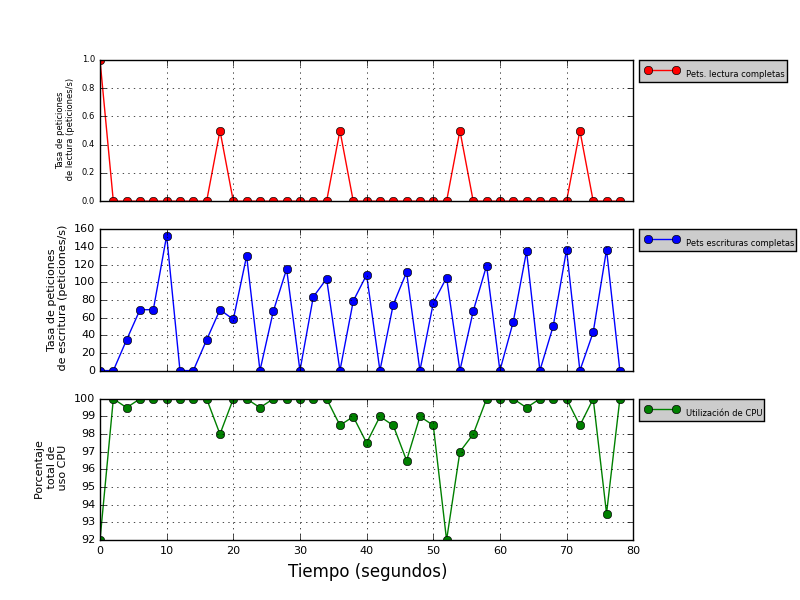 1.0
0.8
0.6
0.4
0.2
0.0
Tasa de peticiones
de lectura (peticiones/s)
Pets. lectura completas
160
140
120
100
80
60
40
20
0
Tasa de peticiones
de escritura (peticiones/s)
Pets escrituras completas
100
99
98
97
96
95
94
93
92
Porcentaje
total de
uso CPU
Utilización de CPU
0 10 20 30 40 50 60 70 80
Tiempo (segundos)